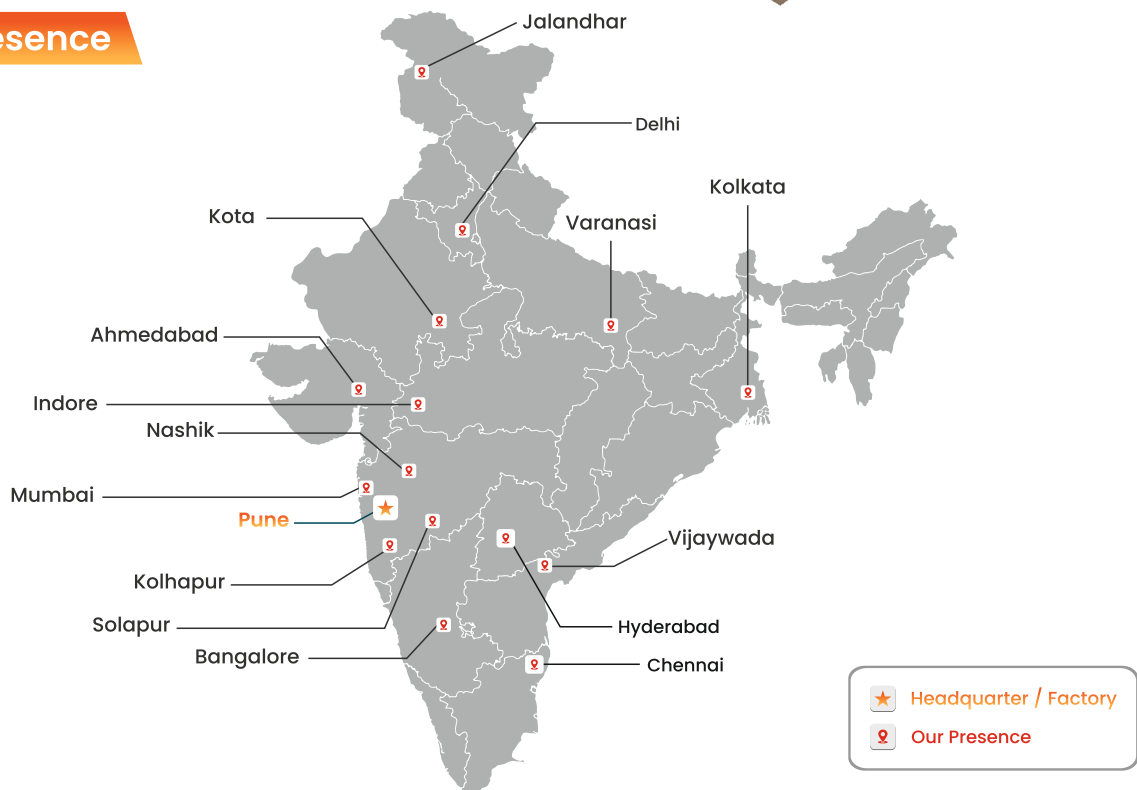 esence
Jalandhar
Delhi
Kolkata
Kota
Varanasi
Ahmedabad
Indore
Nashik
Mumbai
Pune
Vijaywada
Kolhapur
Solapur
Hyderabad
Bangalore
Chennai
Headquarter / Factory
Our Presence